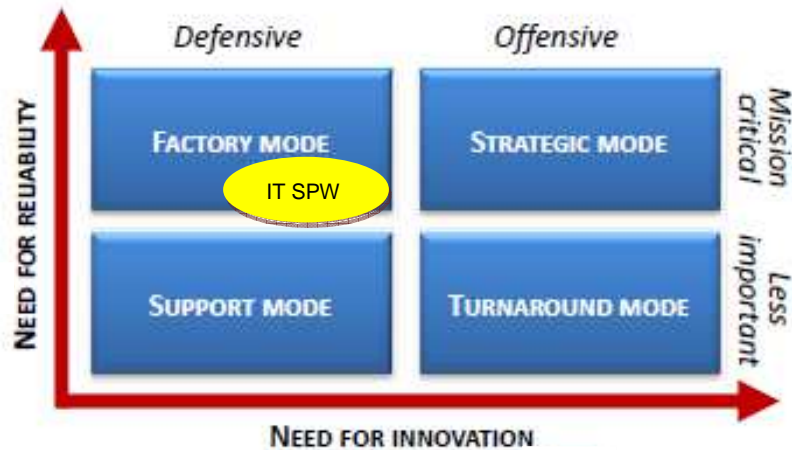 Defensive
Offensive
FACTORY MODE
STRATEGIC MODE
Mission
critical
IT SPW
SUPPORT MODE
TURNAROUND MODE
Less
important
NEED FOR RELIABILITY
NEED FOR INNOVATION